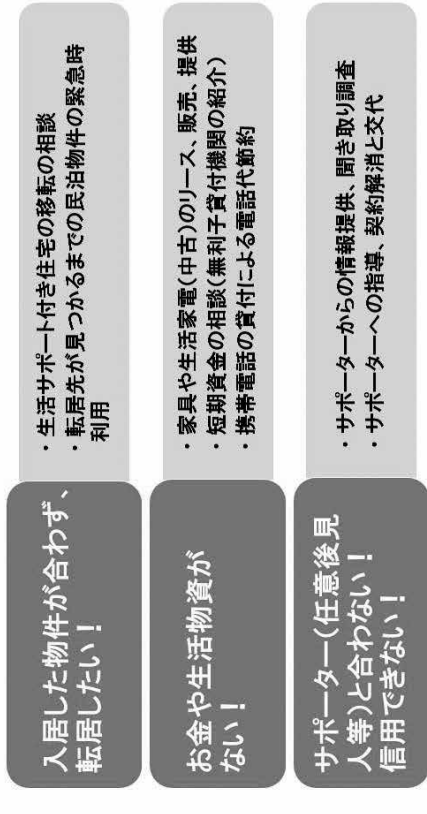 入居した物件が合わず、
転居したい！
・生活サポート付き住宅の移転の相談
・転居先が見つかるまでの民泊物件の緊急時
利用
お金や生活物資が
ない！
・家具や生活家電(中古)のリース、販売、提供
・短期資金の相談(無利子貸付機関の紹介)
・携帯電話の貸付による電話代節約
サポーター(任意後見
人等)と合わない！
信用できない！
・サポーターからの情報提供、聞き取り調査
・サポーターへの指導、契約解消と交代